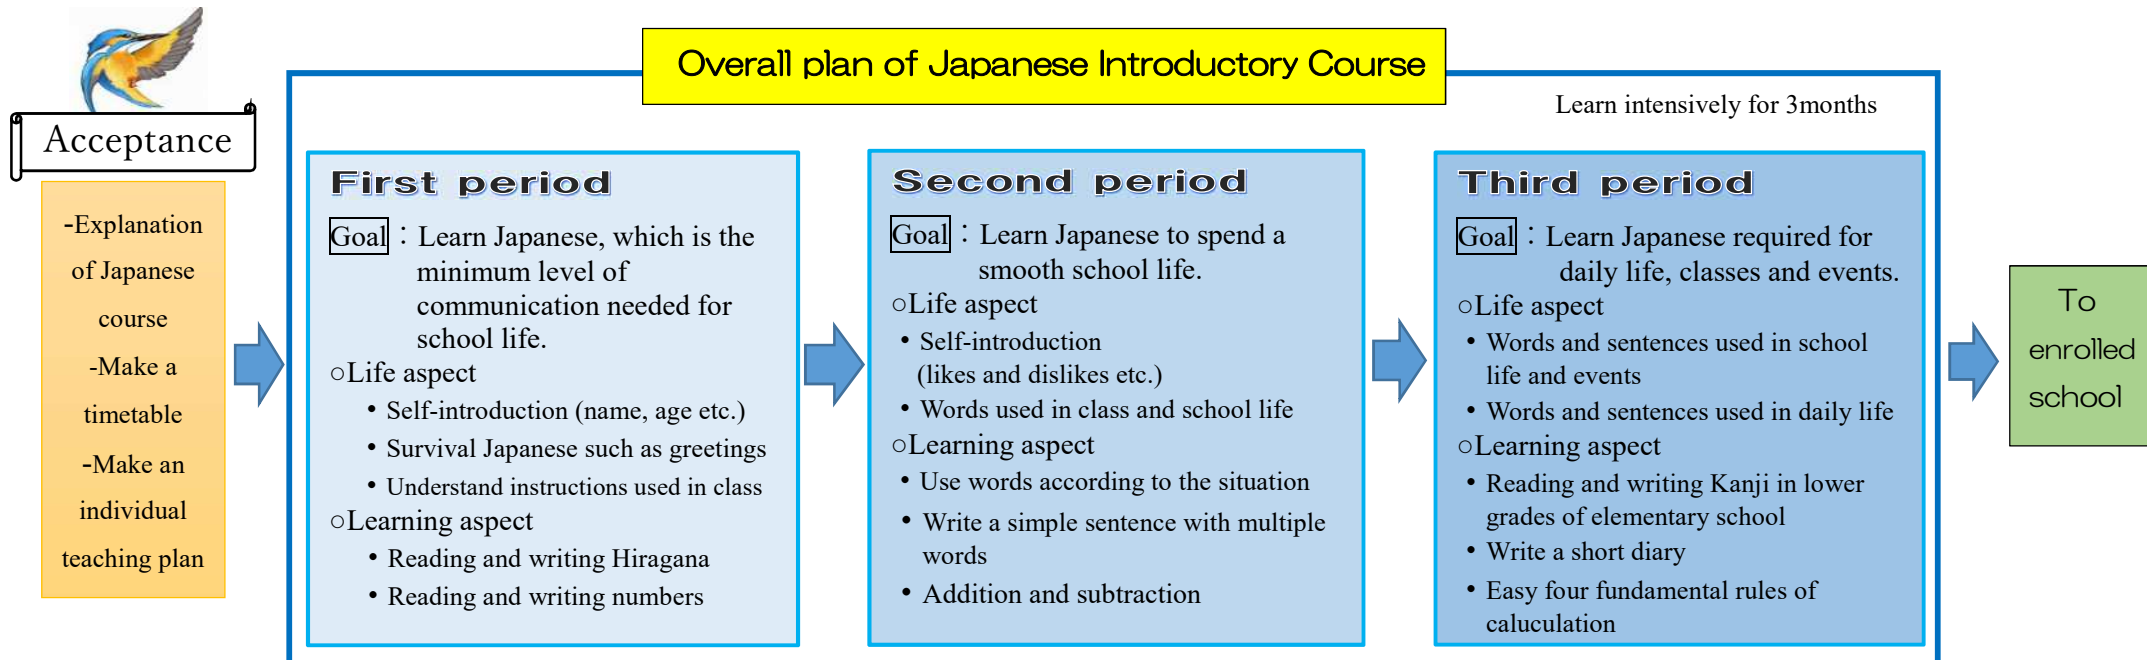 Overall plan of Japanese Introductory Course
Learn intensively for 3months
Acceptance
-Explanation
of Japanese
course
-Make a
timetable
-Make an
individual
teaching plan
First period
Goal：Learn Japanese, which is the
minimum level of
communication needed for
school life.
○Life aspect
・Self-introduction (name, age etc.)
・Survival Japanese such as greetings
・Understand instructions used in class
○Learning aspect
・Reading and writing Hiragana
・Reading and writing numbers
Second period
Goal：Learn Japanese to spend a
smooth school life.
○Life aspect
・Self-introduction
(likes and dislikes etc.)
・Words used in class and school life
○Learning aspect
・Use words according to the situation
・Write a simple sentence with multiple
words
・Addition and subtraction
Third period
Goal：Learn Japanese required for
daily life, classes and events.
○Life aspect
・Words and sentences used in school
life and events
・Words and sentences used in daily life
○Learning aspect
・Reading and writing Kanji in lower
grades of elementary school
・Write a short diary
・Easy four fundamental rules of
caluculation
To
enrolled
school